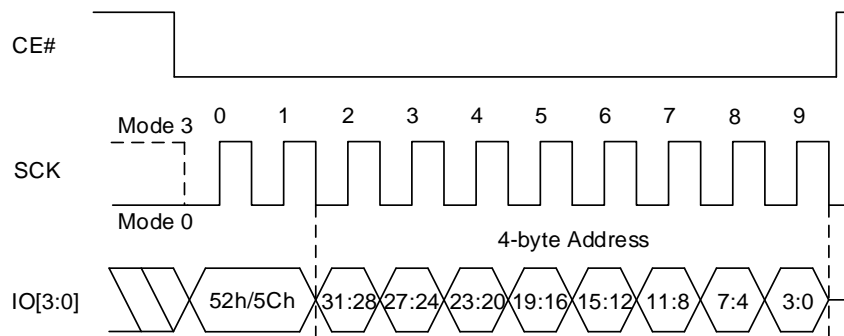 CE#
0 1 2 3 4 5 6 7 8 9
Mode 3
SCK
Mode 0
4-byte Address
IO[3:0] 52h/5Ch 31:28 27:24 23:20 19:16 15:12 11:8 7:4 3:0